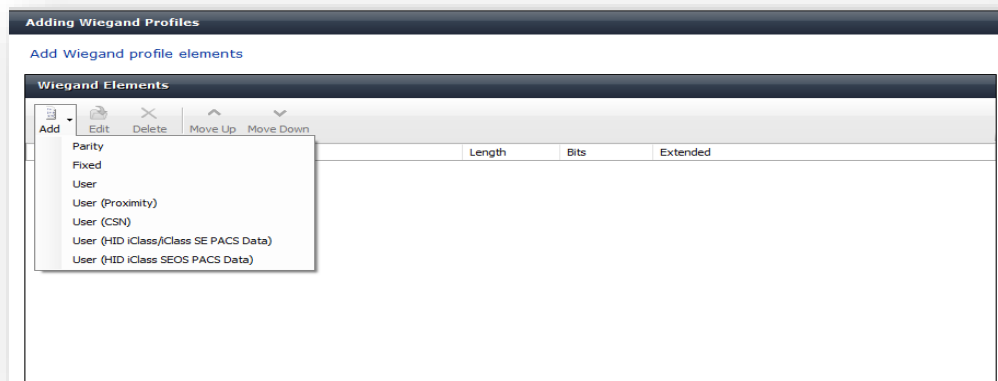 Adding Wiegand Profiles
Add Wiegand profile elements
Wiegand Elements
Add Edit Delete Move Up Move Down
Length Bits Extended
Parity
Fixed
User
User (Proximity)
User (CSN)
User (HID iClass/iClass SE PACS Data)
User (HID iClass SEOS PACS Data)